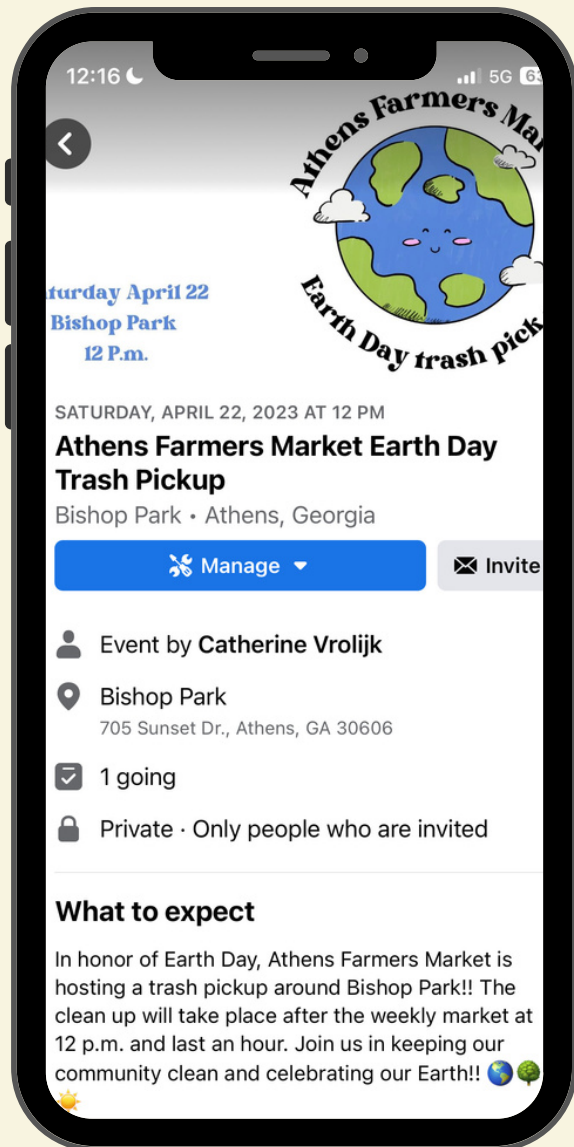 12:16
5G
Athens Farmers
Earth Day trash pick
April 22
Bishop Park
12 P.m.
SATURDAY, APRIL 22, 2023 AT 12 PM
Athens Farmers Market Earth Day
Trash Pickup
Bishop Park • Athens, Georgia
Manage
Invite
Event by Catherine Vrolijk
Bishop Park
705 Sunset Dr., Athens, GA 30606
1 going
Private · Only people who are invited
What to expect
In honor of Earth Day, Athens Farmers Market is
hosting a trash pickup around Bishop Park!! The
clean up will take place after the weekly market at
12 p.m. and last an hour. Join us in keeping our
community clean and celebrating our Earth!! 🌎🌳
☀️